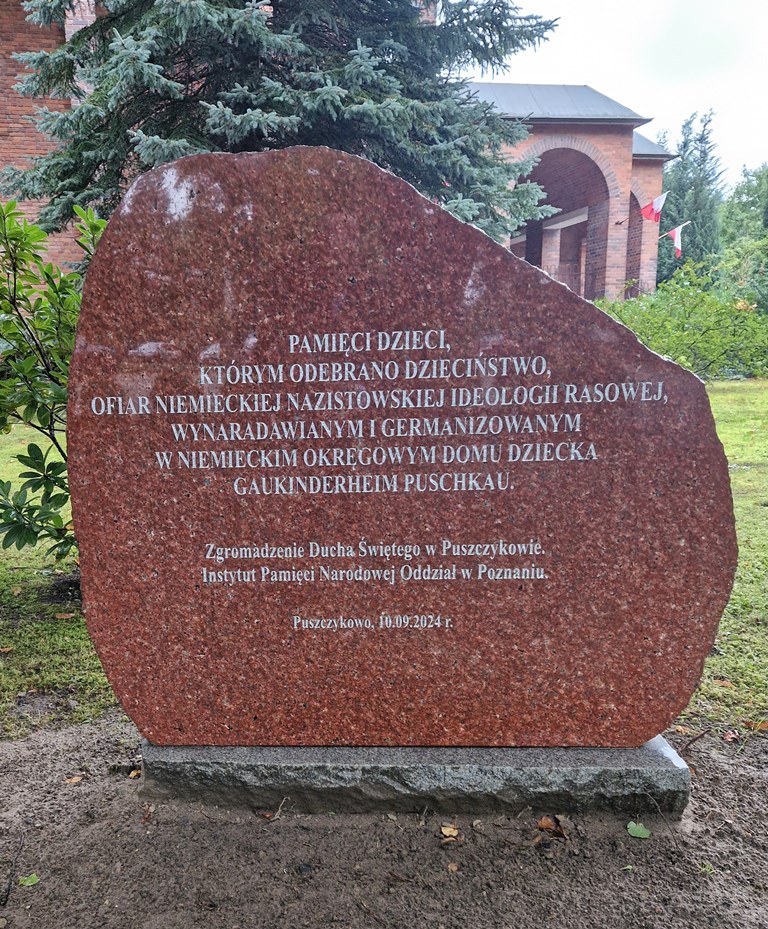 PAMIĘCI DZIECI,
KTÓRYM ODEBRANO DZIECIŃSTWO,
OFIAR NIEMIECKIEJ NAZISTOWSKIEJ IDEOLOGII RASOWEJ,
WYNARADAWIANYM I GERMANIZOWANYM
W NIEMIECKIM OKRĘGOWYM DOMU DZIECKA
GAUKINDERHEIM PUSCHKAU.
Zgromadzenie Ducha Świętego w Puszczykowie.
Instytut Pamięci Narodowej Oddział w Poznaniu.
Puszczykowo, 10.09.2024 r.